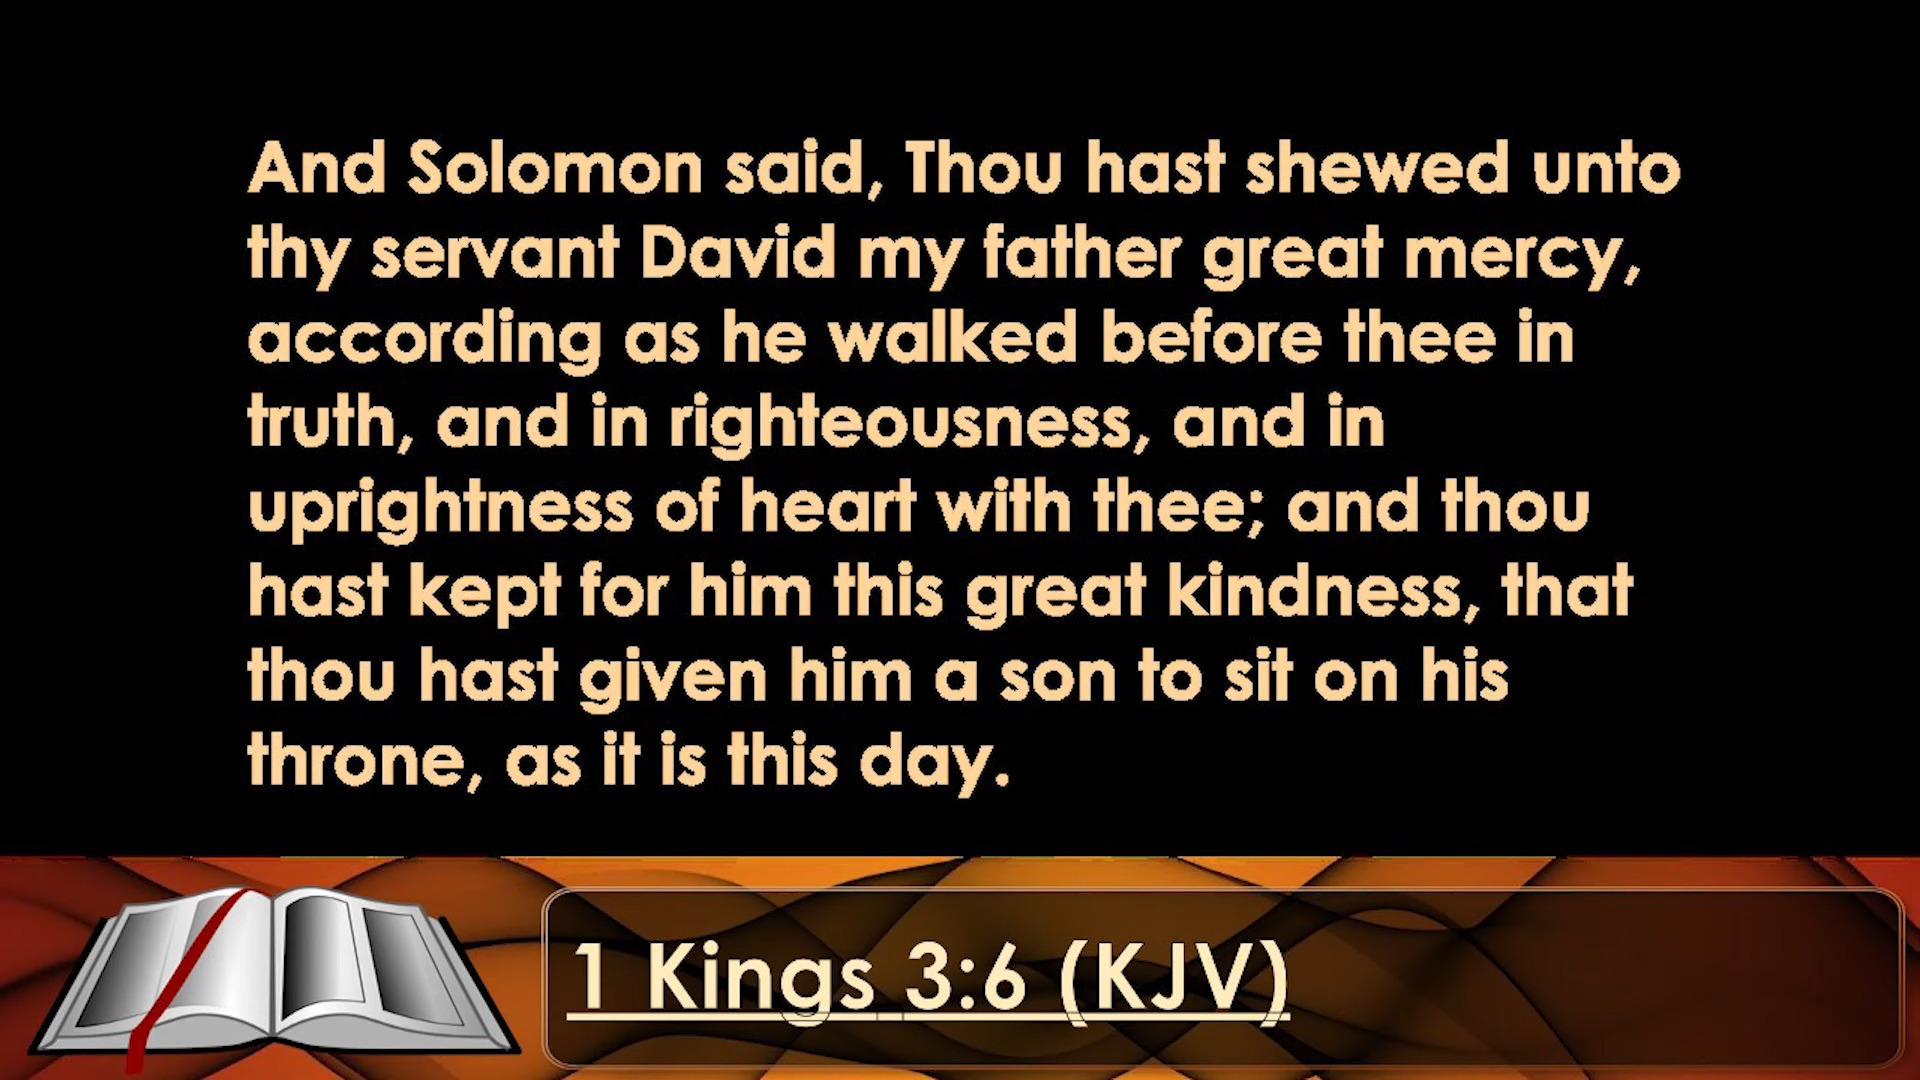 And Solomon said, Thou hast shewed unto
thy servant David my father great mercy,
according as he walked before thee in
truth, and in righteousness, and in
uprightness of heart with thee; and thou
hast kept for him this great kindness, that
thou hast given him a son to sit on his
throne, as it is this day.
1 Kings 3:6 (KJV)